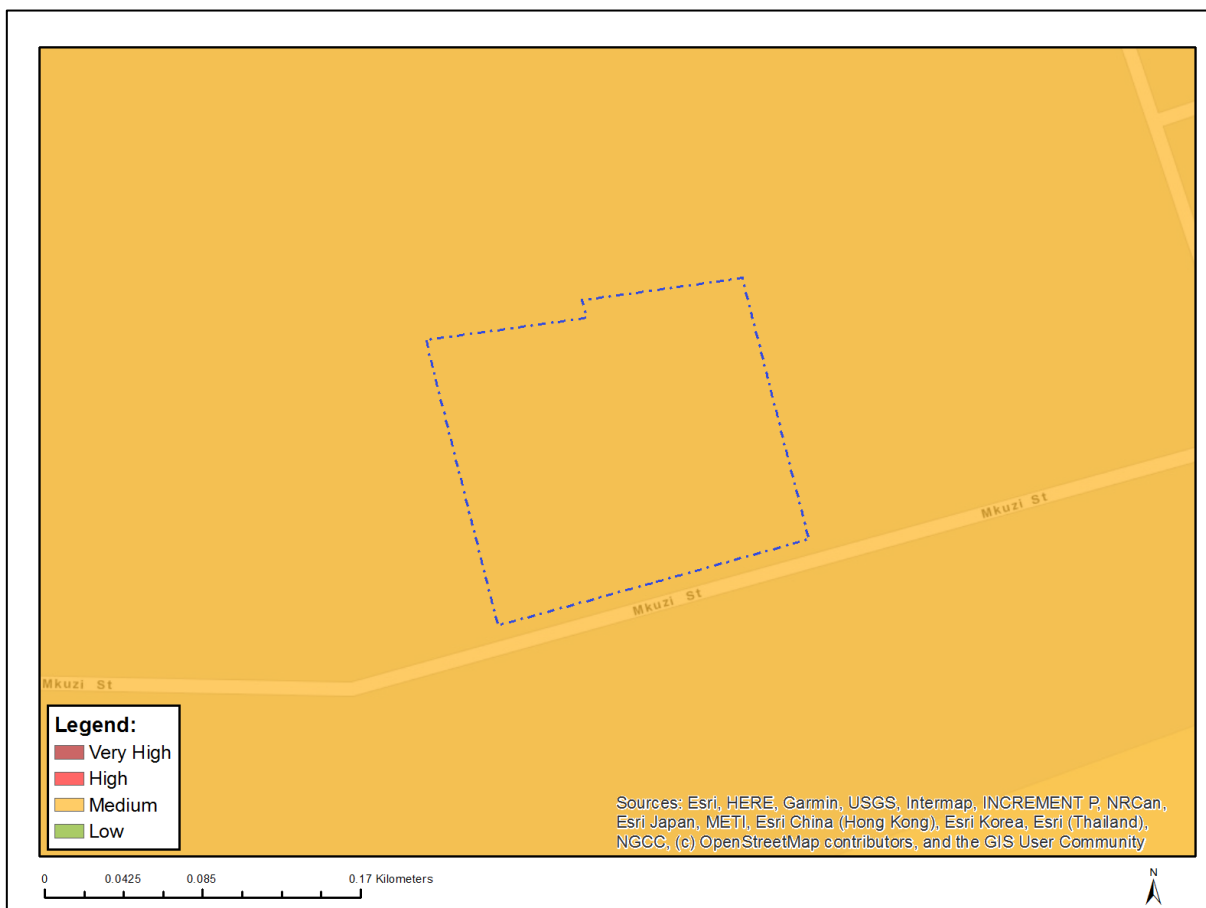 Mkuzi St
Mkuzi St
Mkuzi St
Legend:
Very High
High
Medium
Low
Sources: Esri, HERE, Garmin, USGS, Intermap, INCREMENT P, NRCan,
Esri Japan, METI, Esri China (Hong Kong), Esri Korea, Esri (Thailand),
NGCC, (c) OpenStreetMap contributors, and the GIS User Community
0 0.0425 0.085 0.17 Kilometers
N